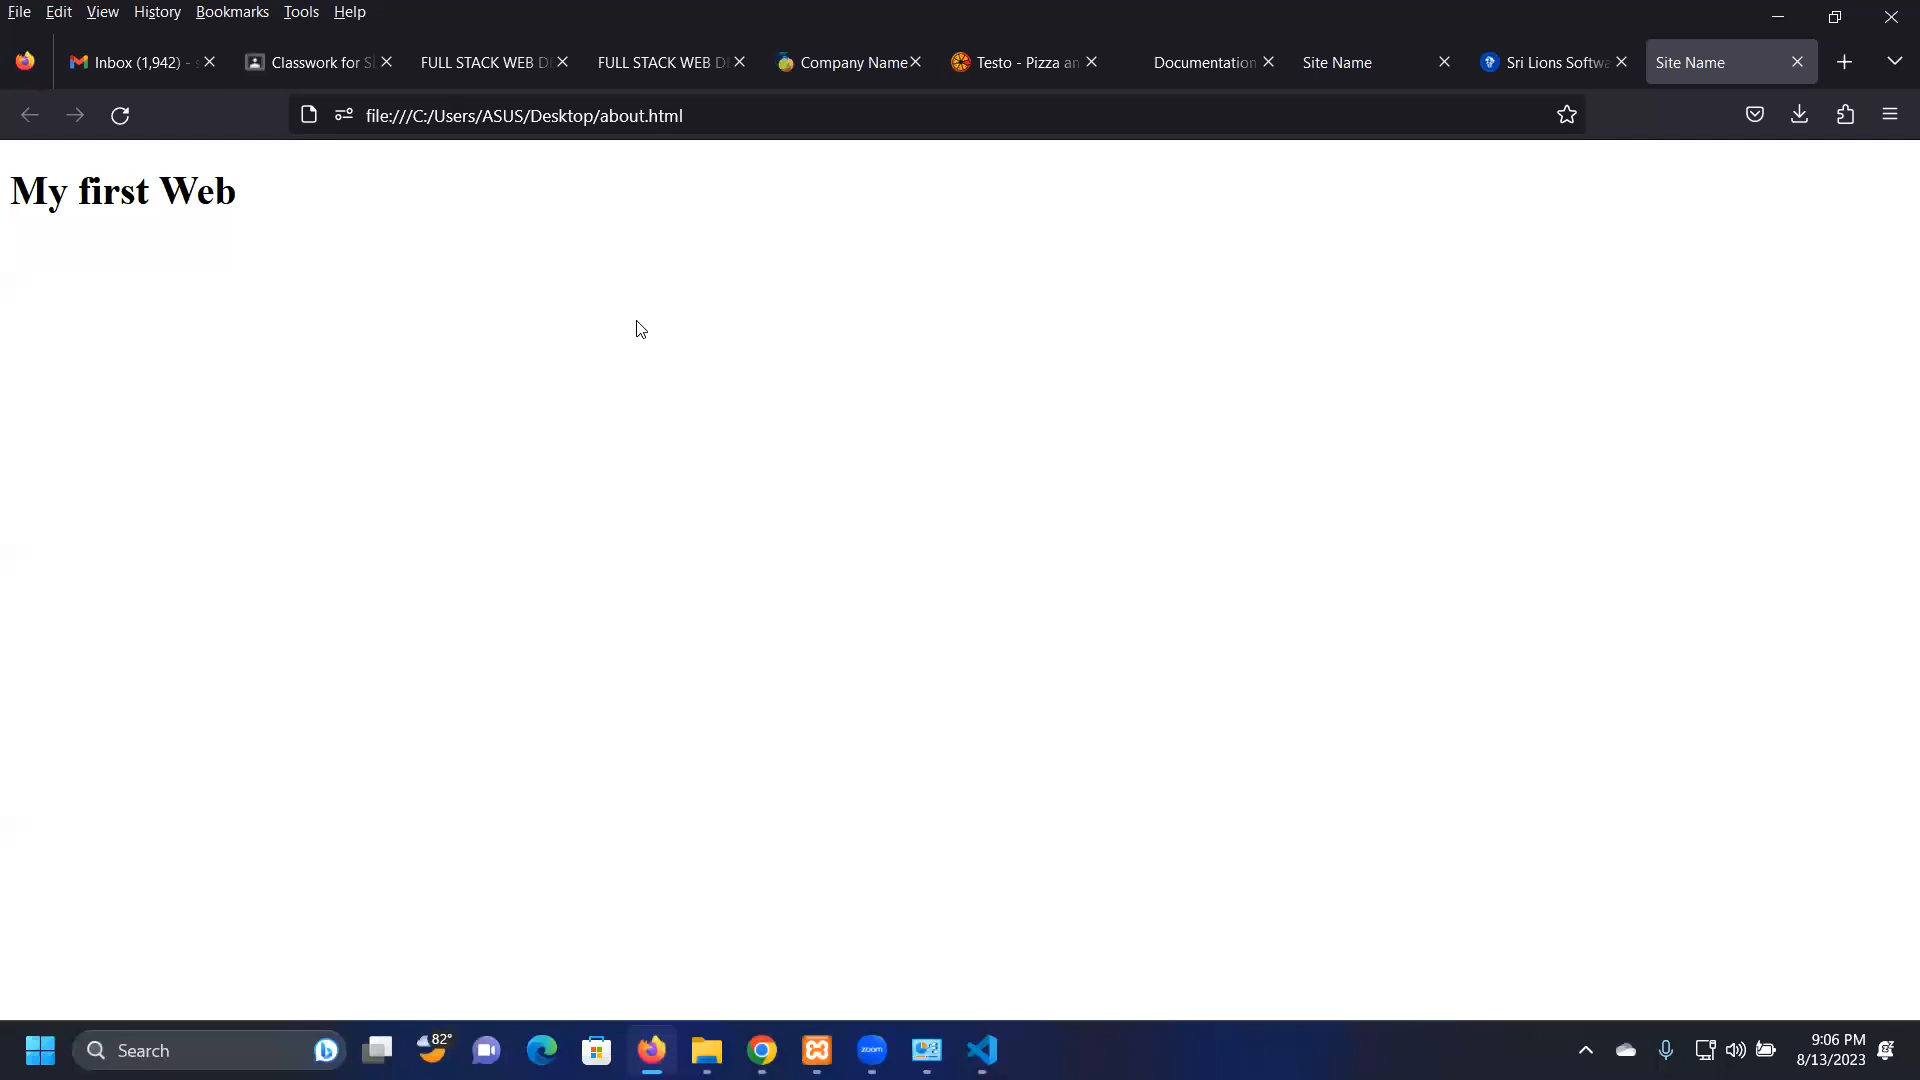 File Edit View History Bookmarks Tools Help
Inbox (1,942) - Classwork for FULL STACK WEB FULL STACK WEB Company Name Testo - Pizza an Documentation Site Name Sri Lions Softwa Site Name
file:///C:/Users/ASUS/Desktop/about.html
My first Web
82°
Search
zoom
9:06 PM
8/13/2023